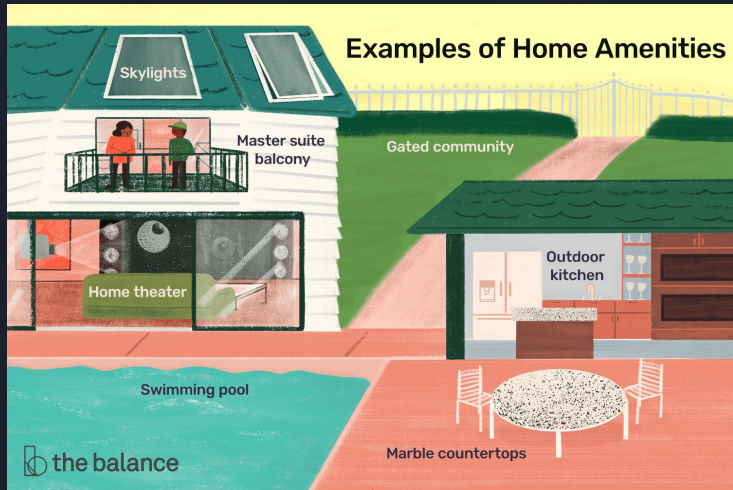 Examples of Home Amenities
Skylights
Master suite
balcony
Gated community
Home theater
Outdoor
kitchen
Swimming pool
Marble countertops
the balance